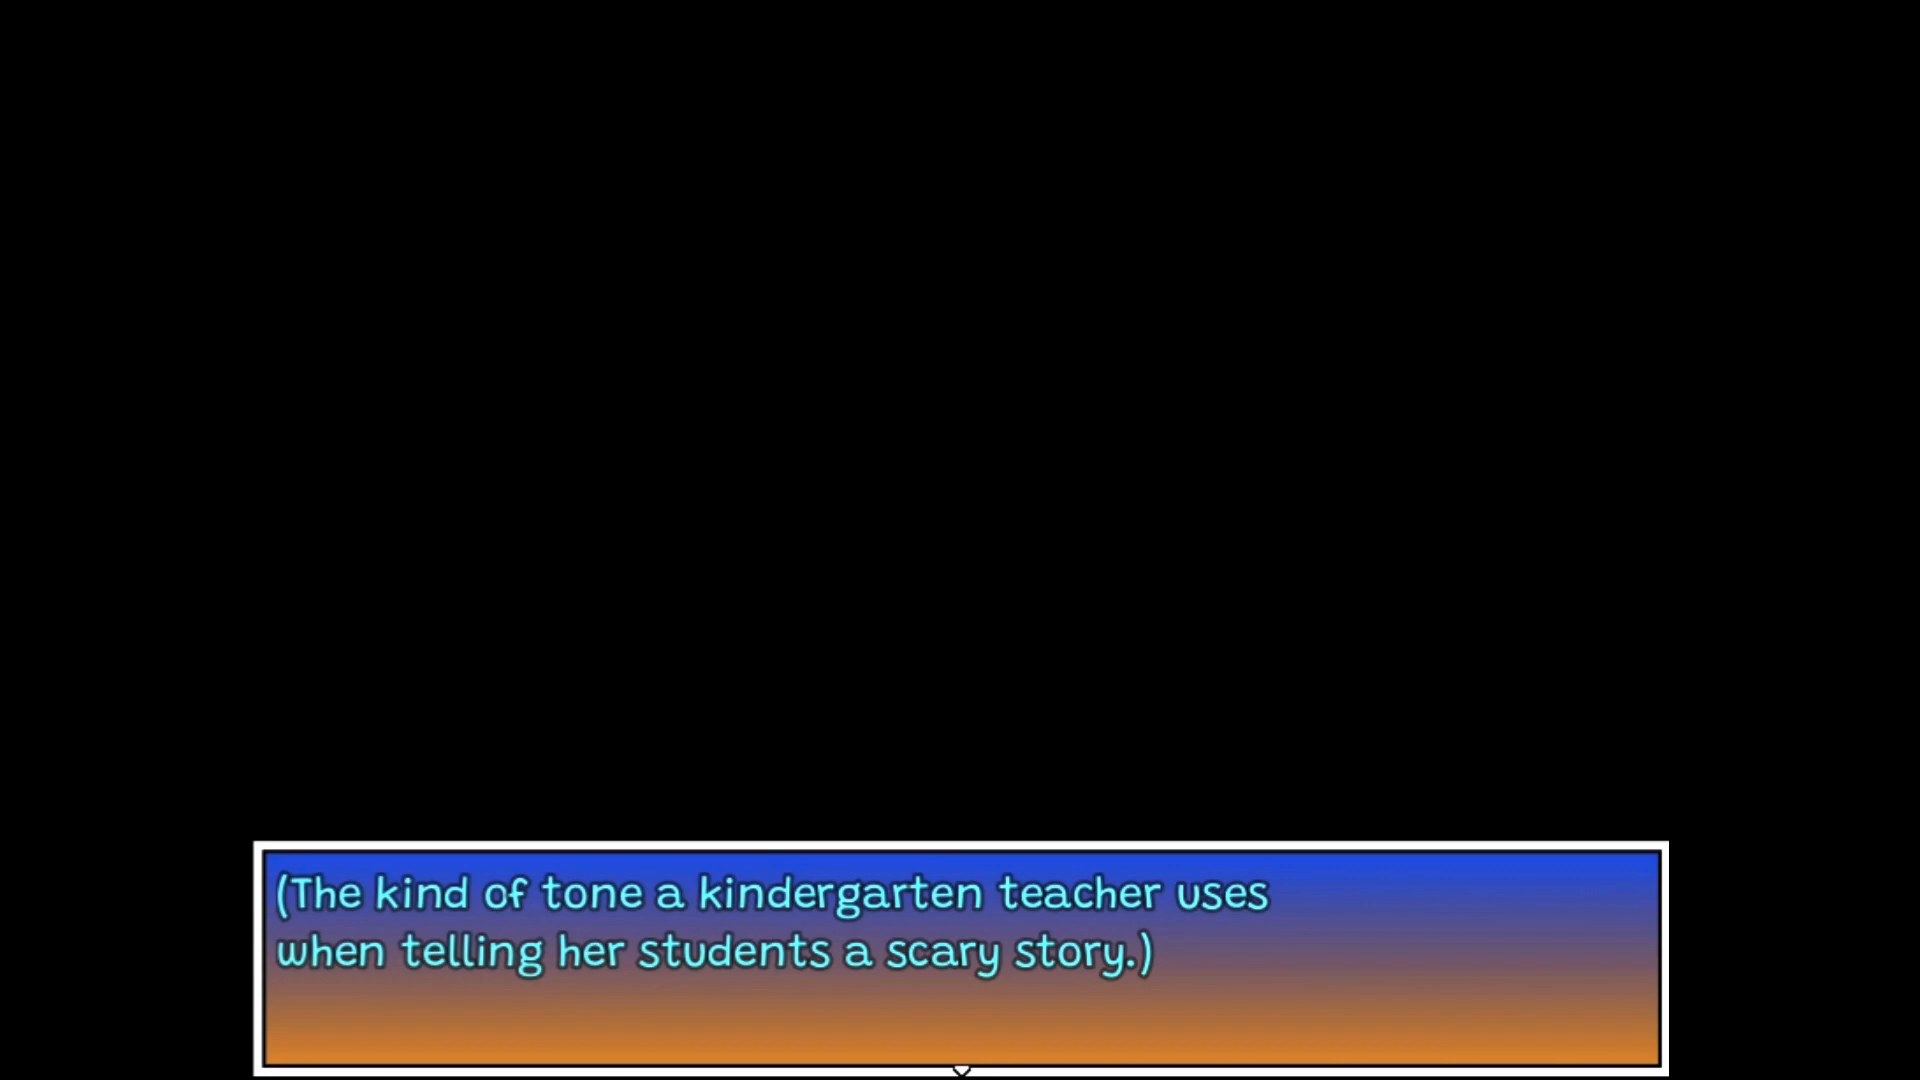 (The kind of tone a kindergarten teacher uses
when telling her students a scary story.)